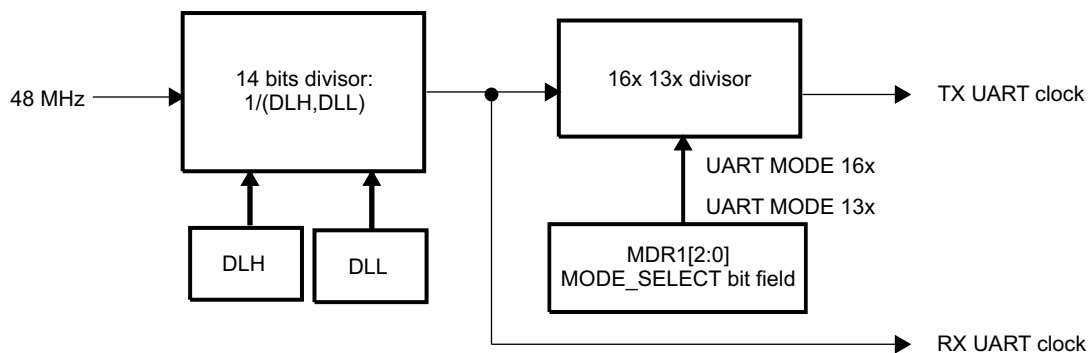 14 bits divisor:
1/(DLH,DLL)
16x 13x divisor
48 MHz
TX UART clock
UART MODE 16x
UART MODE 13x
DLH
DLL
MDR1[2:0]
MODE_SELECT bit field
RX UART clock